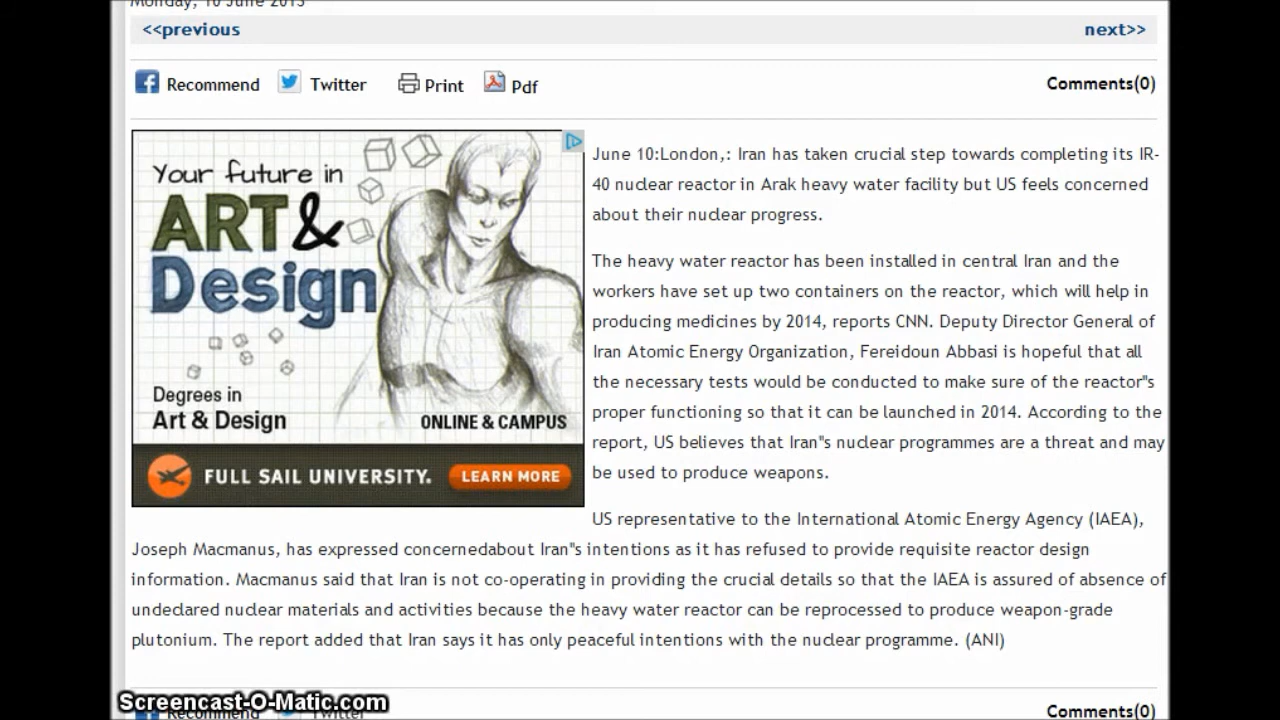 Monday, 10 June 2013
<<previous
next>>
Recommend
Twitter
Print
Pdf
Comments(0)
Your future in
ART&
Design
Degrees in
Art & Design
ONLINE & CAMPUS
FULL SAIL UNIVERSITY.
LEARN MORE
June 10:London,: Iran has taken crucial step towards completing its IR-
40 nuclear reactor in Arak heavy water facility but US feels concerned
about their nuclear progress.
The heavy water reactor has been installed in central Iran and the
workers have set up two containers on the reactor, which will help in
producing medicines by 2014, reports CNN. Deputy Director General of
Iran Atomic Energy Organization, Fereidoun Abbasi is hopeful that all
the necessary tests would be conducted to make sure of the reactor"s
proper functioning so that it can be launched in 2014. According to the
report, US believes that Iran"s nuclear programmes are a threat and may
be used to produce weapons.
US representative to the International Atomic Energy Agency (IAEA),
Joseph Macmanus, has expressed concernedabout Iran"s intentions as it has refused to provide requisite reactor design
information. Macmanus said that Iran is not co-operating in providing the crucial details so that the IAEA is assured of absence of
undeclared nuclear materials and activities because the heavy water reactor can be reprocessed to produce weapon-grade
plutonium. The report added that Iran says it has only peaceful intentions with the nuclear programme. (ANI)
Screencast-O-Matic.com
Recommend
Twitter
Comments(0)